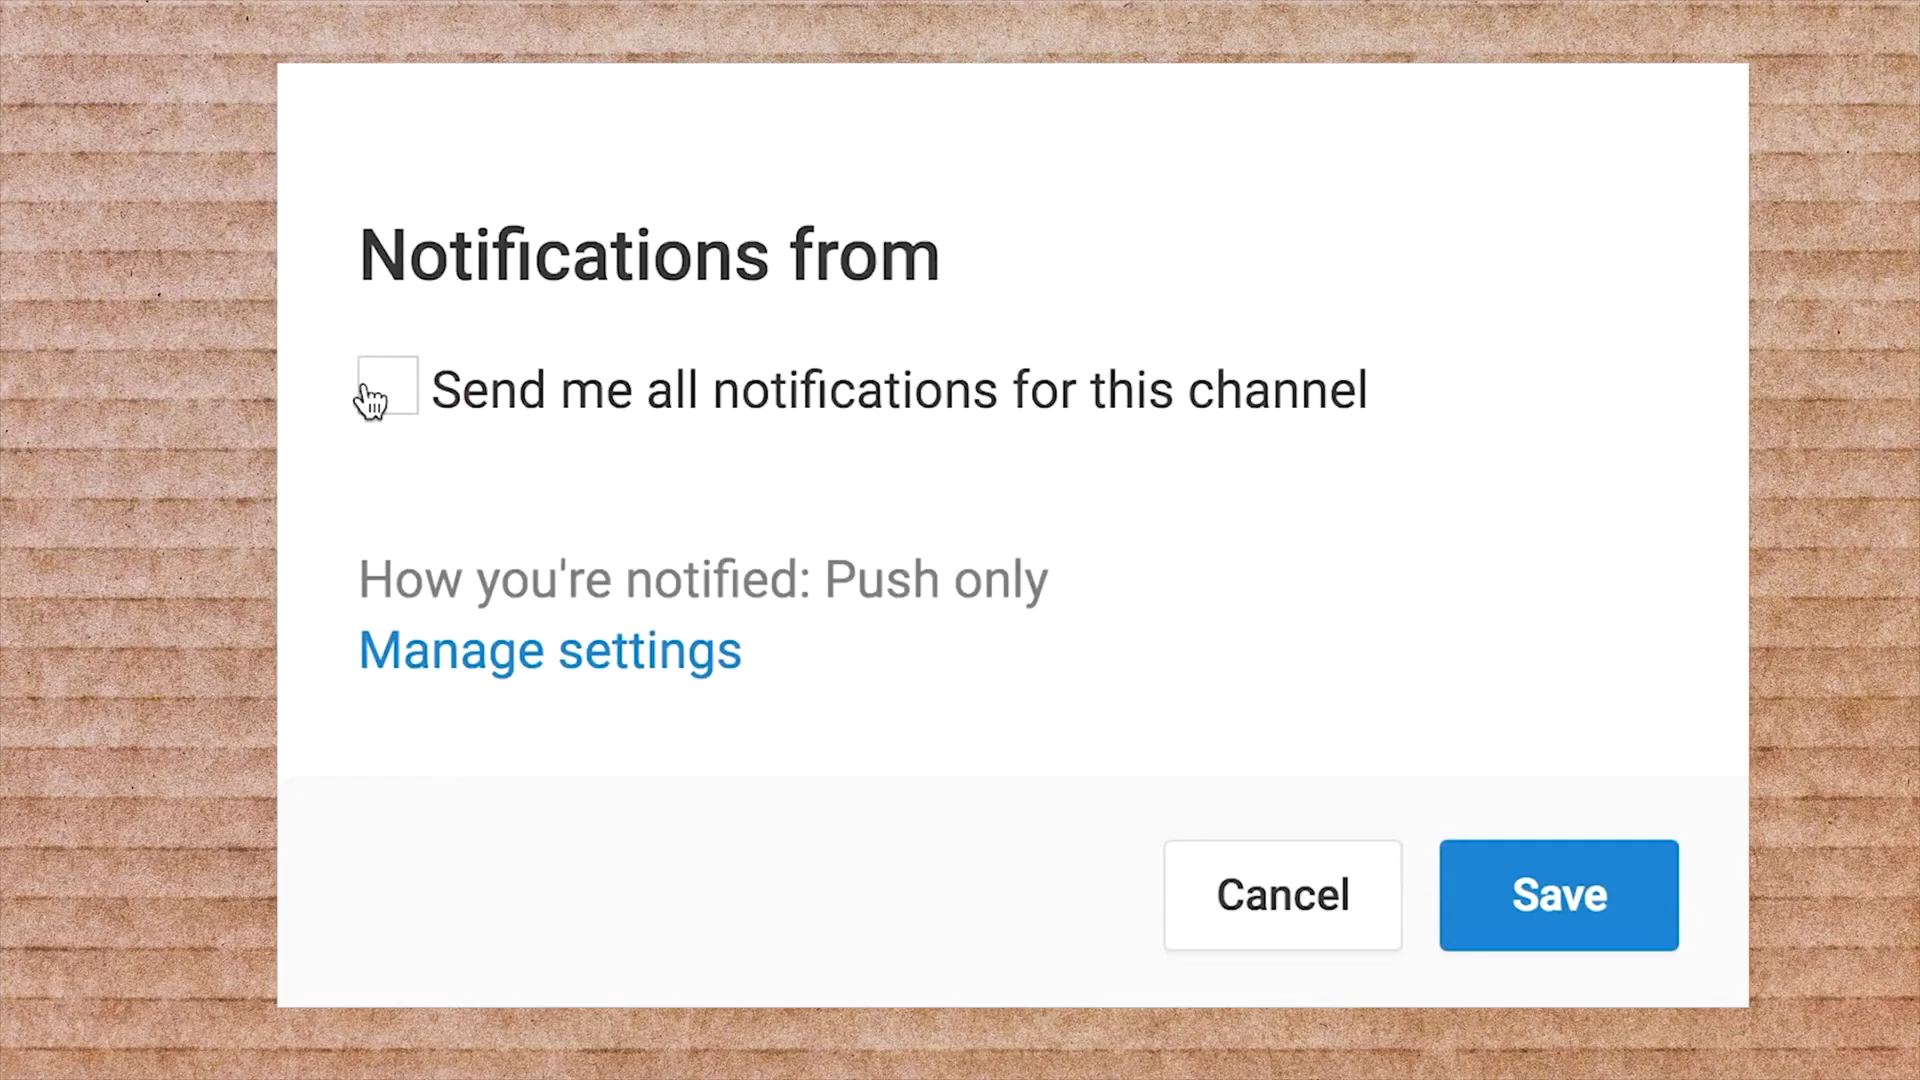 Notifications from
Send me all notifications for this channel
How you're notified: Push only
Manage settings
Cancel
Save